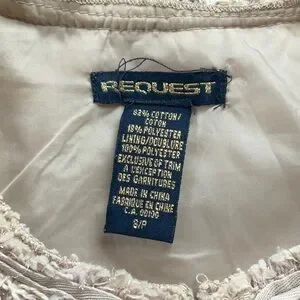 REQUEST
82% COTTON/
COTON
18% POLYESTER
LINING/DOUBLURE
100% POLYESTER
EXCLUSIVE OF TRIM
A L'EXCEPTION
DES GARNITURES
MADE IN CHINA
FABRIQUE EN CHINE
C.A. 00106
S/P